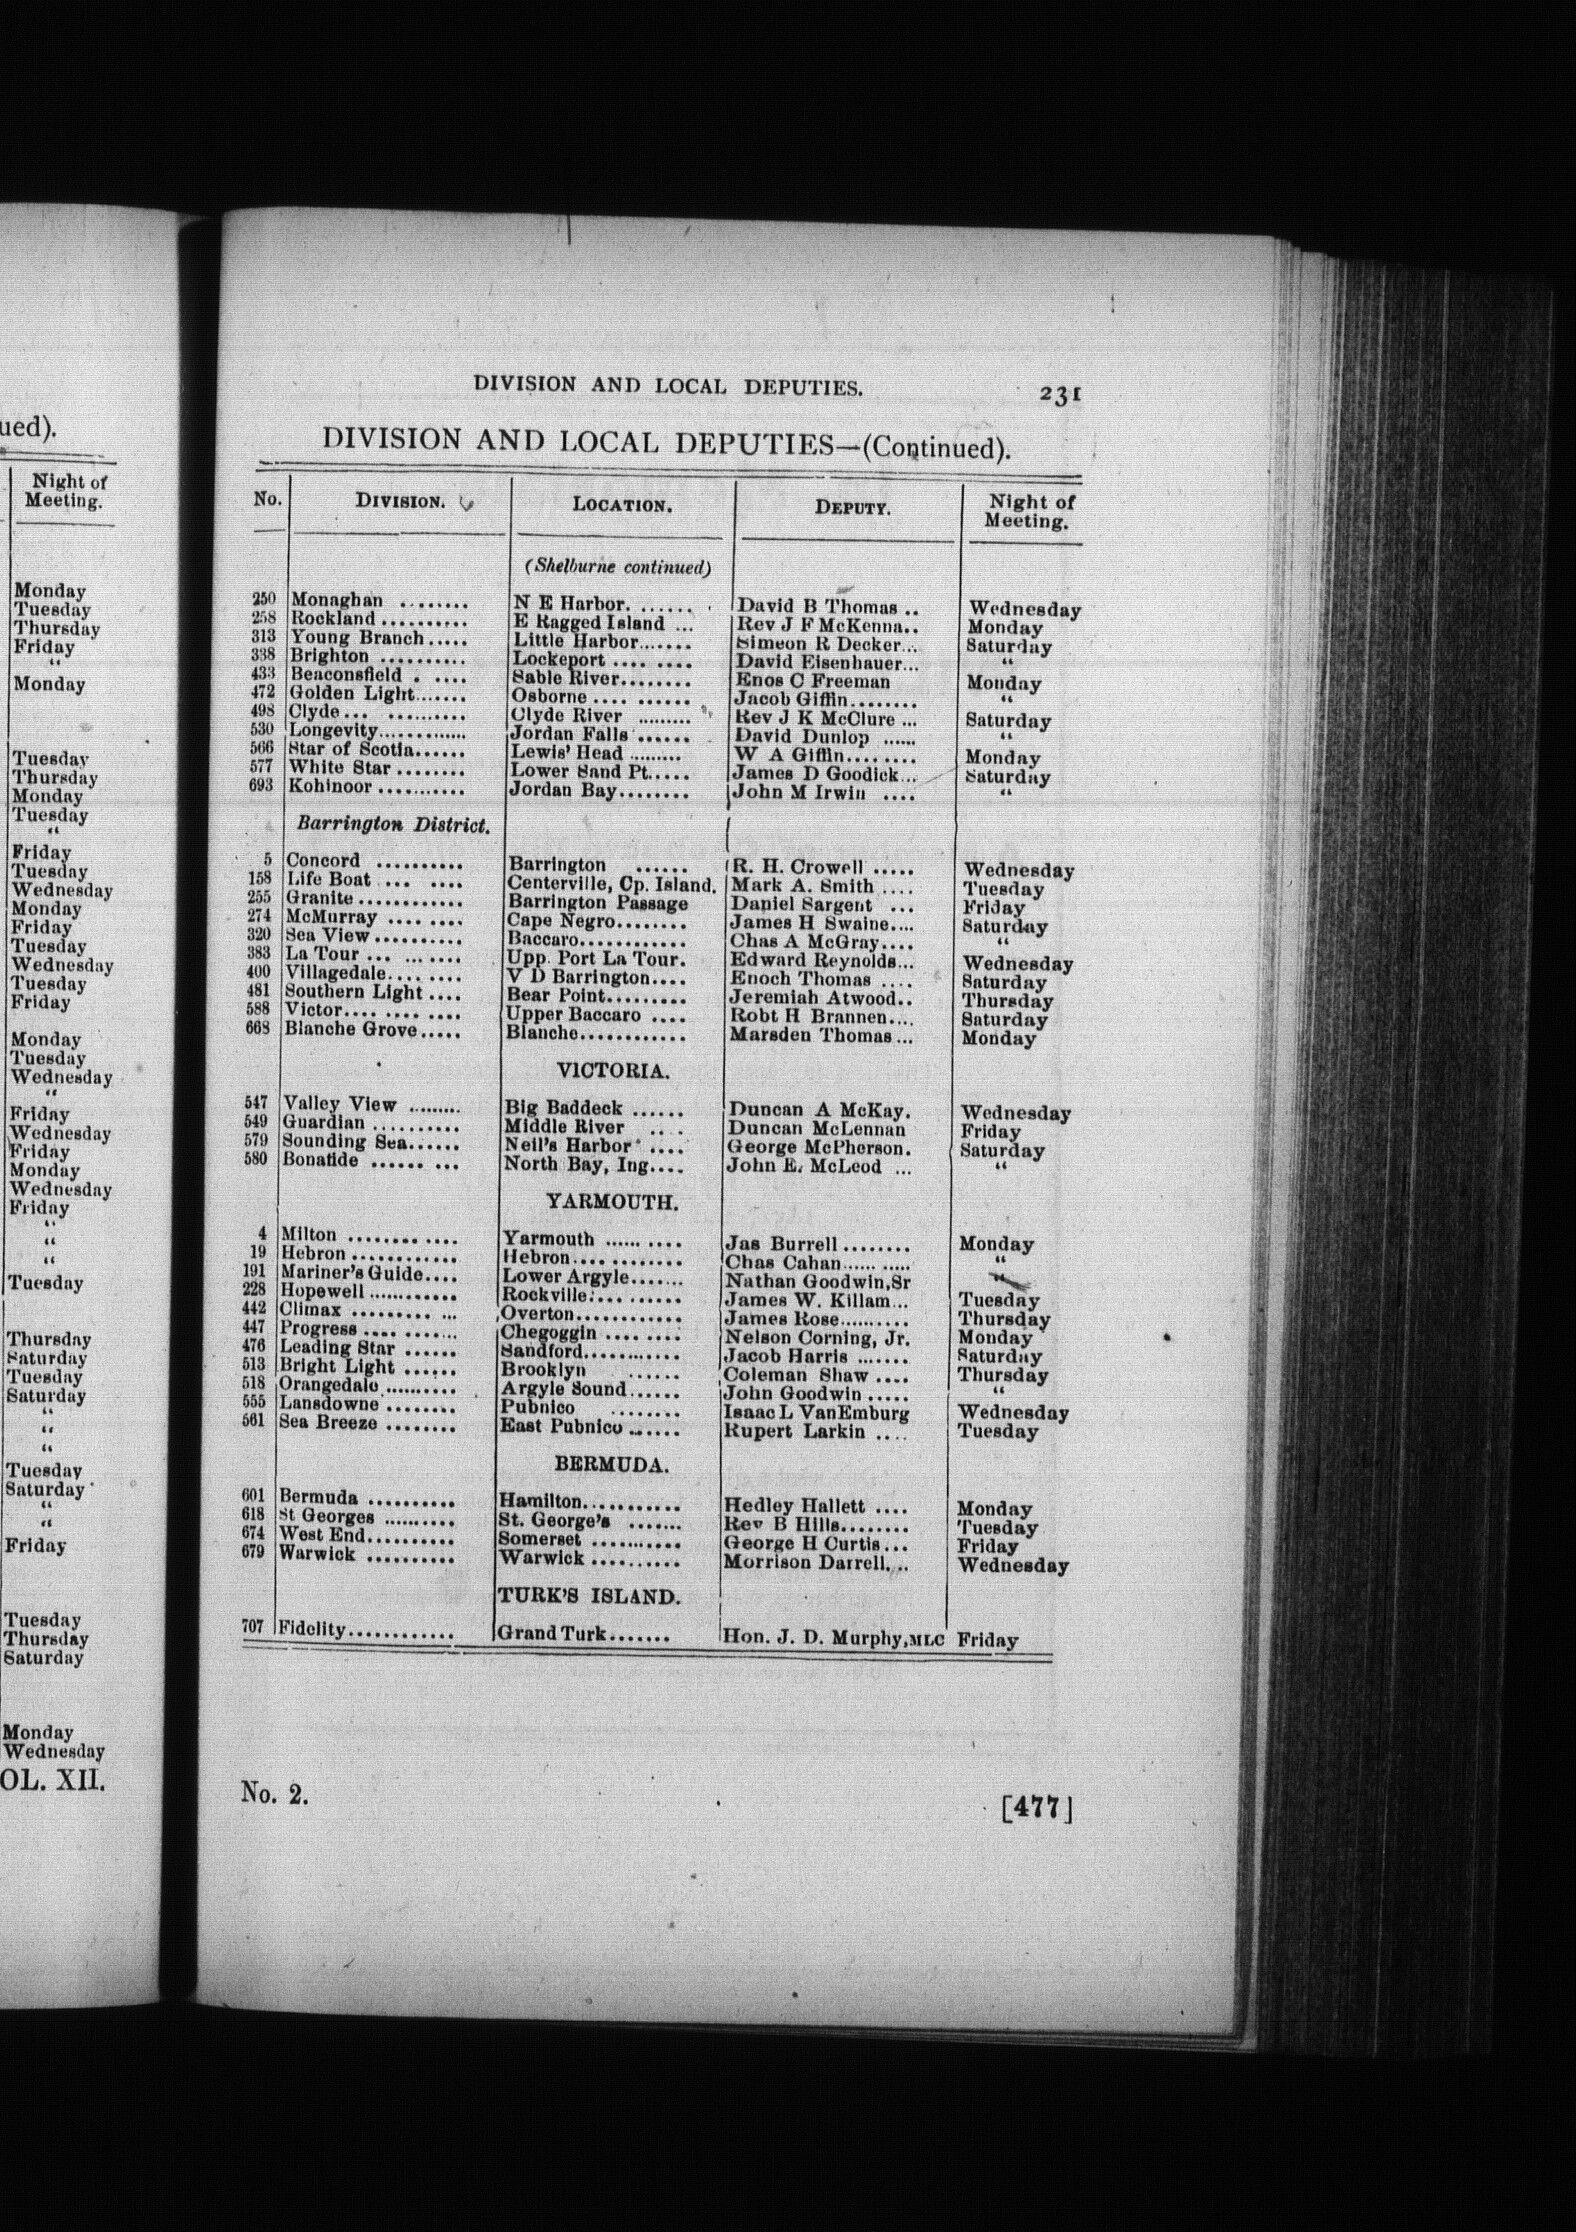 ued).
Night of
Meeting.
Monday
Tuesday
Thursday
Friday
"
Monday
Tuesday
Thursday
Monday
Tuesday
"
Friday
Tuesday
Wednesday
Monday
Friday
Tuesday
Wednesday
Tuesday
Friday
Monday
Tuesday
Wednesday
"
Friday
Wednesday
Friday
Monday
Wednesday
Friday
"
"
"
Tuesday
Thursday
Saturday
Tuesday
Saturday
"
"
"
Tuesday
Saturday
"
"
Friday
Tuesday
Thursday
Saturday
Monday
Wednesday
OL. XII.
DIVISION AND LOCAL DEPUTIES. 231
DIVISION AND LOCAL DEPUTIES—(Continued).
No. DIVISION. LOCATION. DEPUTY. Night of
Meeting.
(Shelburne continued)
250 Monaghan ........ N E Harbor. ...... David B Thomas .. Wednesday
258 Rockland .......... E Ragged Island ... Rev J F McKenna.. Monday
313 Young Branch ..... Little Harbor....... Simeon R Decker... Saturday
338 Brighton .......... Lockeport .... .... David Eisenhauer... "
433 Beaconsfield . .... Sable River........ Enos C Freeman Monday
472 Golden Light....... Osborne .... ...... Jacob Giffin........ "
498 Clyde... .......... Clyde River ......... Rev J K McClure ... Saturday
530 Longevity............. Jordan Falls ...... David Dunlop ...... "
566 Star of Scotia...... Lewis' Head ......... W A Giffin........ Monday
577 White Star ........ Lower Sand Pt..... James D Goodick... Saturday
693 Kohinoor ........... Jordan Bay........ John M Irwin .... "
Barrington District.
5 Concord .......... Barrington ...... R. H. Crowell ..... Wednesday
158 Life Boat ... .... Centerville, Cp. Island. Mark A. Smith .... Tuesday
255 Granite ............ Barrington Passage Daniel Sargent ... Friday
274 McMurray .... .... Cape Negro........ James H Swaine.... Saturday
320 Sea View .......... Baccaro............ Chas A McGray.... "
383 La Tour ... ... .... Upp. Port La Tour. Edward Reynolds... Wednesday
400 Villagedale.... .... V D Barrington.... Enoch Thomas .... Saturday
481 Southern Light .... Bear Point......... Jeremiah Atwood.. Thursday
588 Victor.... .... .... Upper Baccaro .... Robt H Brannen.... Saturday
668 Blanche Grove..... Blanche............ Marsden Thomas... Monday
VICTORIA.
547 Valley View ......... Big Baddeck ...... Duncan A McKay. Wednesday
549 Guardian .......... Middle River .... Duncan McLennan Friday
579 Sounding Sea...... Neil's Harbor .... George McPherson. Saturday
580 Bonafide ...... ... North Bay, Ing.... John E. McLeod ... "
YARMOUTH.
4 Milton ........ .... Yarmouth ...... .... Jas Burrell ........ Monday
19 Hebron ............ Hebron.... ........ Chas Cahan...... ..... "
191 Mariner's Guide.... Lower Argyle....... Nathan Goodwin, Sr "
228 Hopewell ............ Rockville.... ...... James W. Killam... Tuesday
442 Climax ......... ... Overton............ James Rose.......... Thursday
447 Progress .... ....... Chegoggin .... .... Nelson Corning, Jr. Monday
476 Leading Star ...... Sandford........... Jacob Harris ....... Saturday
513 Bright Light ...... Brooklyn ...... Coleman Shaw .... Thursday
518 Orangedale........... Argyle Sound...... John Goodwin ..... "
555 Lansdowne ........ Pubnico ........ Isaac L VanEmburg Wednesday
561 Sea Breeze ........ East Pubnico ...... Rupert Larkin .... Tuesday
BERMUDA.
601 Bermuda .......... Hamilton........... Hedley Hallett .... Monday
618 St Georges .......... St. George's ....... Rev B Hills........ Tuesday
674 West End.......... Somerset .......... George H Curtis... Friday
679 Warwick .......... Warwick .......... Morrison Darrell... Wednesday
TURK'S ISLAND.
707 Fidelity............ Grand Turk....... Hon. J. D. Murphy, MLC Friday
No. 2. [477]